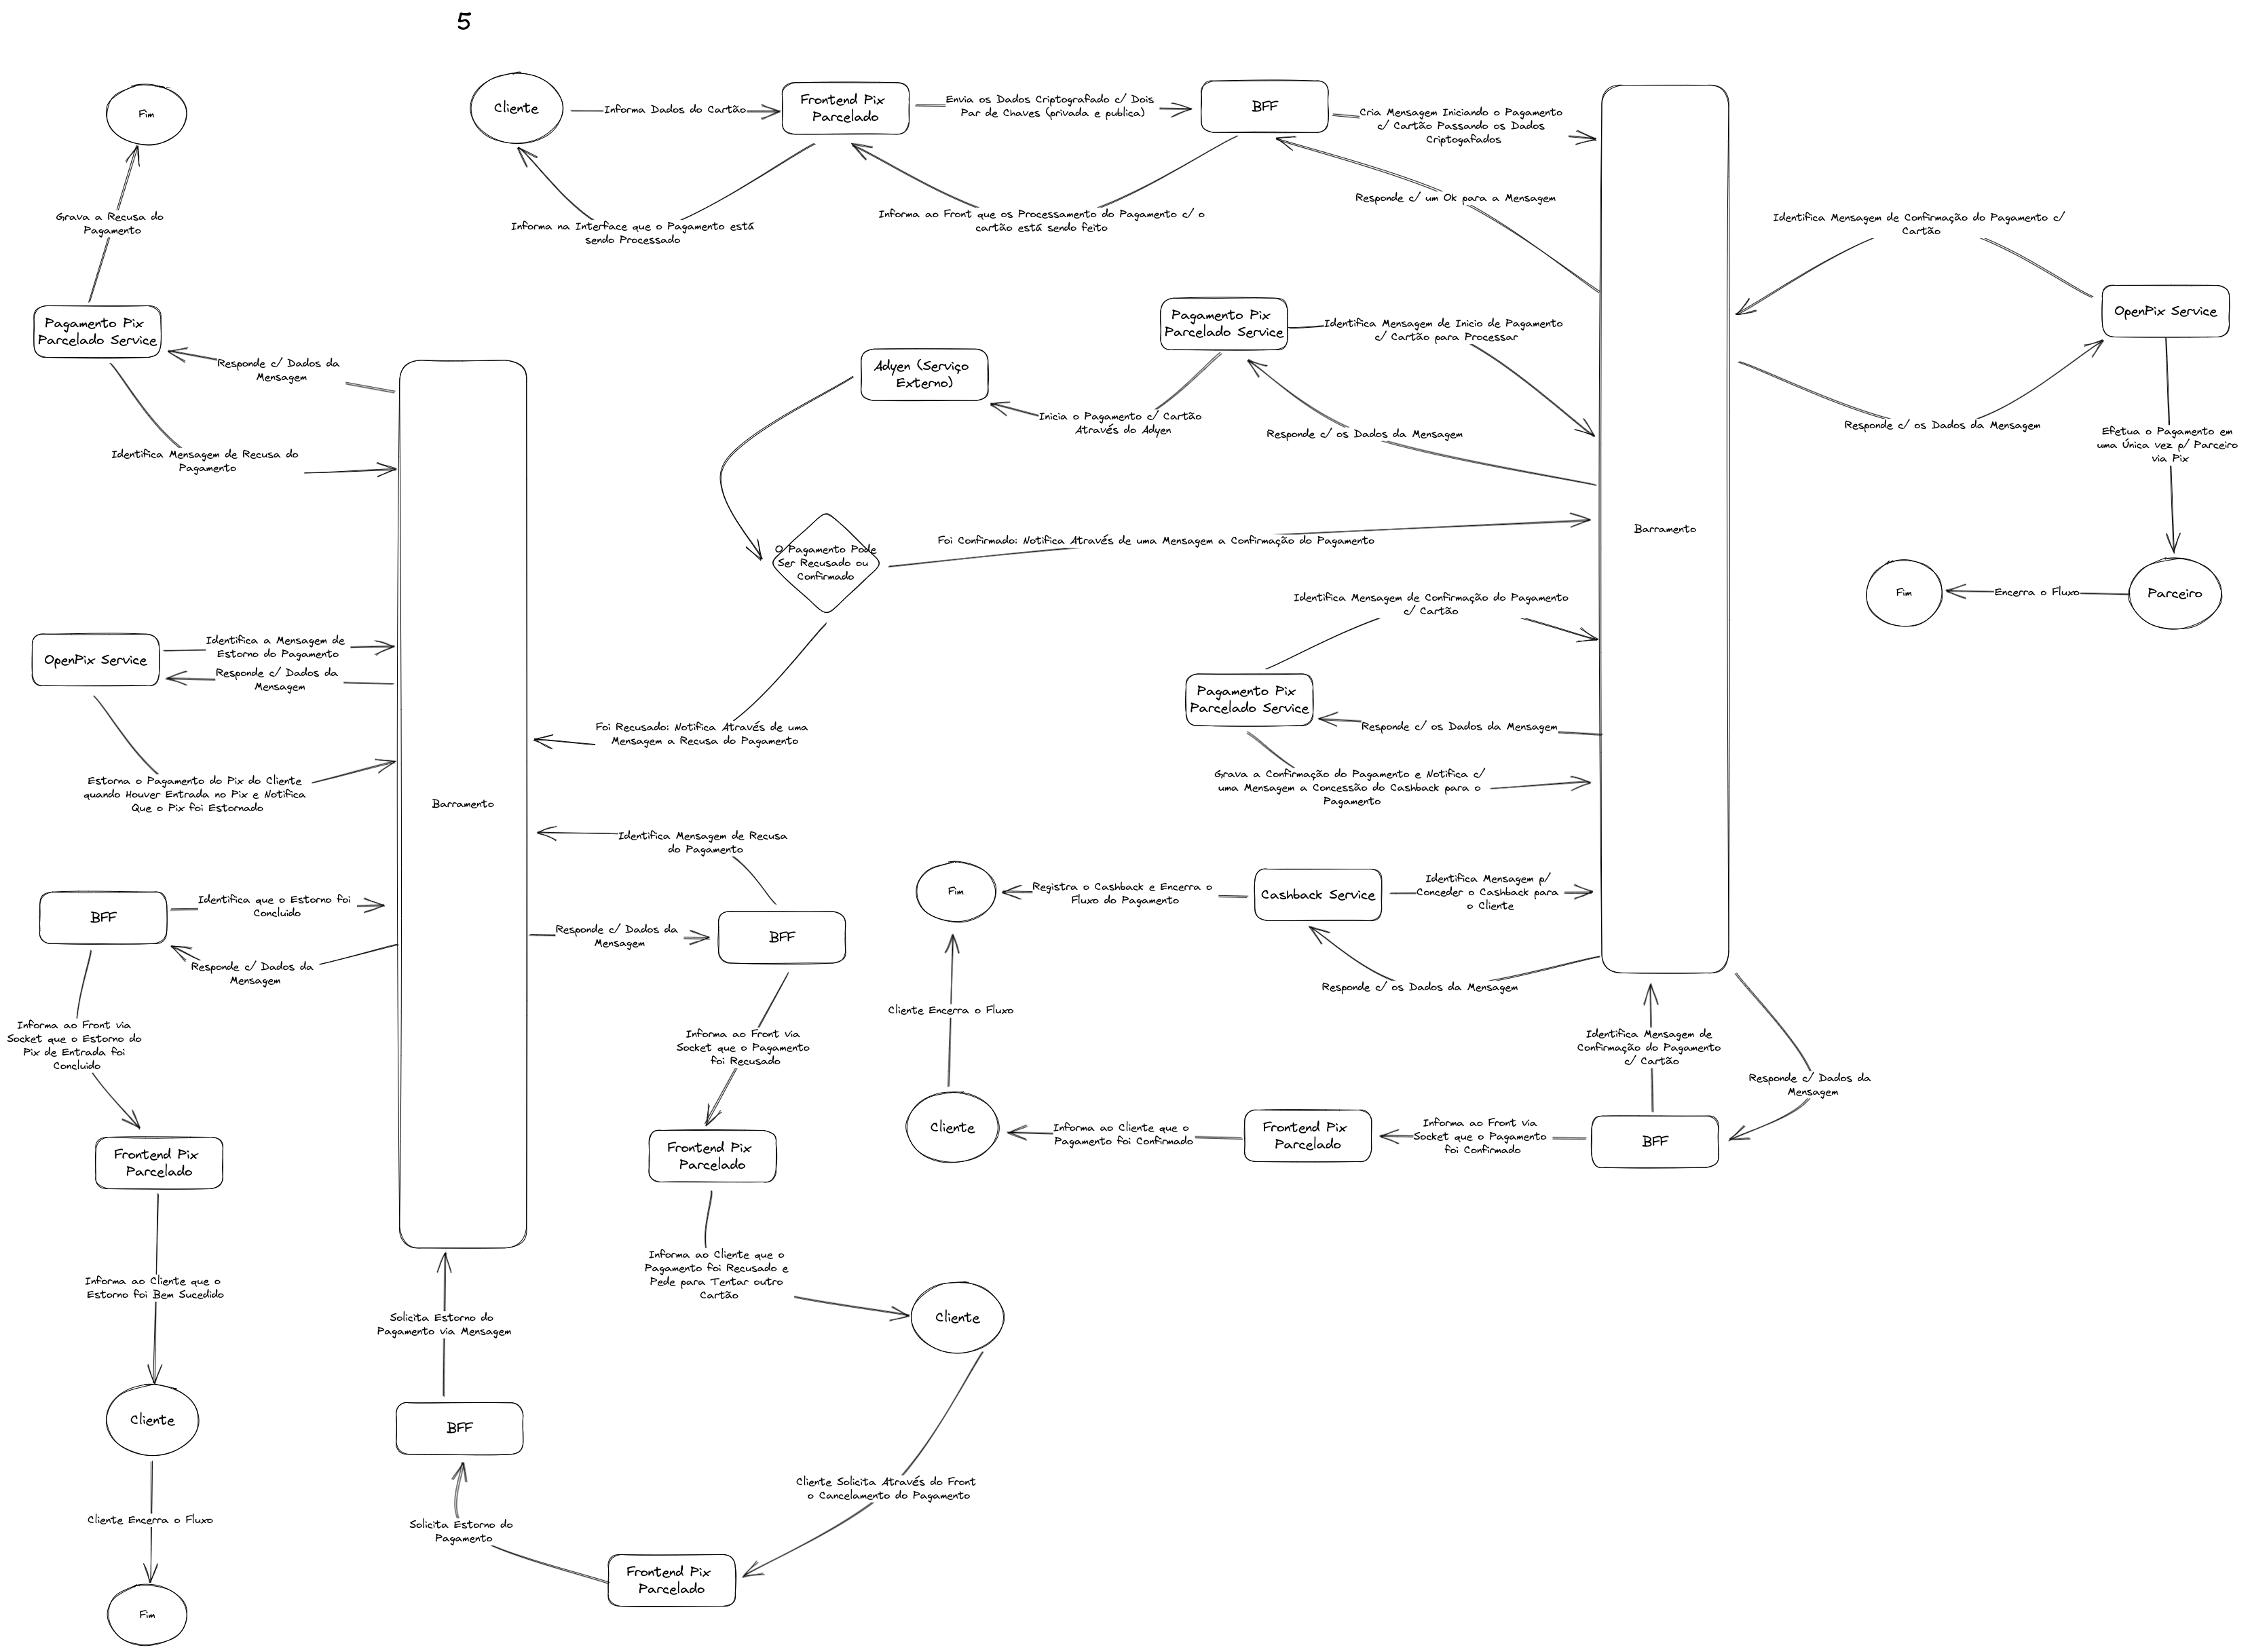 5
Fim
Grava a Recusa do
Pagamento
Pagamento Pix
Parcelado Service
Responde c/ Dados da
Mensagem
Identifica Mensagem de Recusa do
Pagamento
OpenPix Service
Identifica a Mensagem de
Estorno do Pagamento
Responde c/ Dados da
Mensagem
Estorna o Pagamento do Pix do Cliente
quando Houver Entrada no Pix e Notifica
Que o Pix foi Estornado
BFF
Identifica que o Estorno foi
Concluido
Responde c/ Dados da
Mensagem
Informa ao Front via
Socket que o Estorno do
Pix de Entrada foi
Concluido
Frontend Pix
Parcelado
Informa ao Cliente que o
Estorno foi Bem Sucedido
Cliente
Cliente Encerra o Fluxo
Fim
Barramento
Solicita Estorno do
Pagamento via Mensagem
BFF
Solicita Estorno do
Pagamento
Frontend Pix
Parcelado
Cliente Solicita Através do Front
o Cancelamento do Pagamento
Cliente
Informa ao Cliente que o
Pagamento foi Recusado e
Pede para Tentar outro
Cartão
Frontend Pix
Parcelado
Informa ao Front via
Socket que o Pagamento
foi Recusado
BFF
Responde c/ Dados da
Mensagem
Identifica Mensagem de Recusa
do Pagamento
Foi Recusado: Notifica Através de uma
Mensagem a Recusa do Pagamento
Cliente
Informa Dados do Cartão
Frontend Pix
Parcelado
Envia os Dados Criptografado c/ Dois
Par de Chaves (privada e publica)
BFF
Cria Mensagem Iniciando o Pagamento
c/ Cartão Passando os Dados
Criptogafados
Responde c/ um Ok para a Mensagem
Informa ao Front que os Processamento do Pagamento c/ o
cartão está sendo feito
Informa na Interface que o Pagamento está
sendo Processado
Pagamento Pix
Parcelado Service
Identifica Mensagem de Inicio de Pagamento
c/ Cartão para Processar
Responde c/ os Dados da Mensagem
Inicia o Pagamento c/ Cartão
Através do Adyen
Adyen (Serviço
Externo)
O Pagamento Pode
Ser Recusado ou
Confirmado
Foi Confirmado: Notifica Através de uma Mensagem a Confirmação do Pagamento
Barramento
Identifica Mensagem de Confirmação do Pagamento
c/ Cartão
Pagamento Pix
Parcelado Service
Responde c/ os Dados da Mensagem
Grava a Confirmação do Pagamento e Notifica c/
uma Mensagem a Concessão do Cashback para o
Pagamento
Cashback Service
Identifica Mensagem p/
Conceder o Cashback para
o Cliente
Responde c/ os Dados da Mensagem
Registra o Cashback e Encerra o
Fluxo do Pagamento
Fim
Cliente Encerra o Fluxo
Cliente
Informa ao Cliente que o
Pagamento foi Confirmado
Frontend Pix
Parcelado
Informa ao Front via
Socket que o Pagamento
foi Confirmado
BFF
Identifica Mensagem de
Confirmação do Pagamento
c/ Cartão
Responde c/ Dados da
Mensagem
Identifica Mensagem de Confirmação do Pagamento c/
Cartão
OpenPix Service
Responde c/ os Dados da Mensagem
Efetua o Pagamento em
uma Única vez p/ Parceiro
via Pix
Parceiro
Encerra o Fluxo
Fim